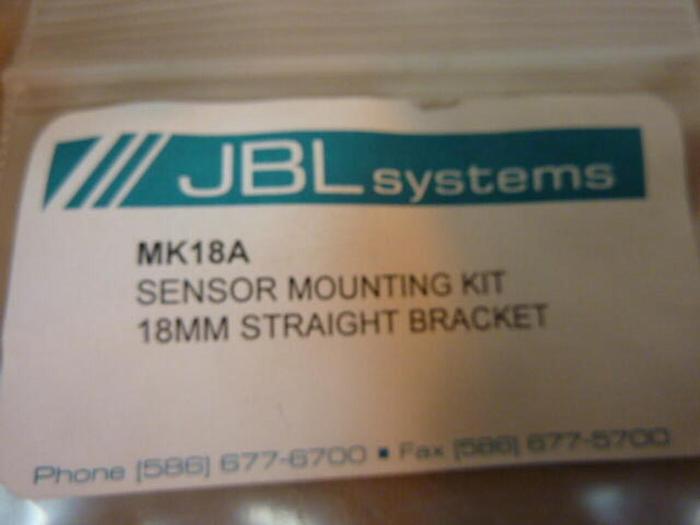 JBL systems
MK18A
SENSOR MOUNTING KIT
18MM STRAIGHT BRACKET
Phone (586) 677-6700 ▪ Fax (586) 677-5700